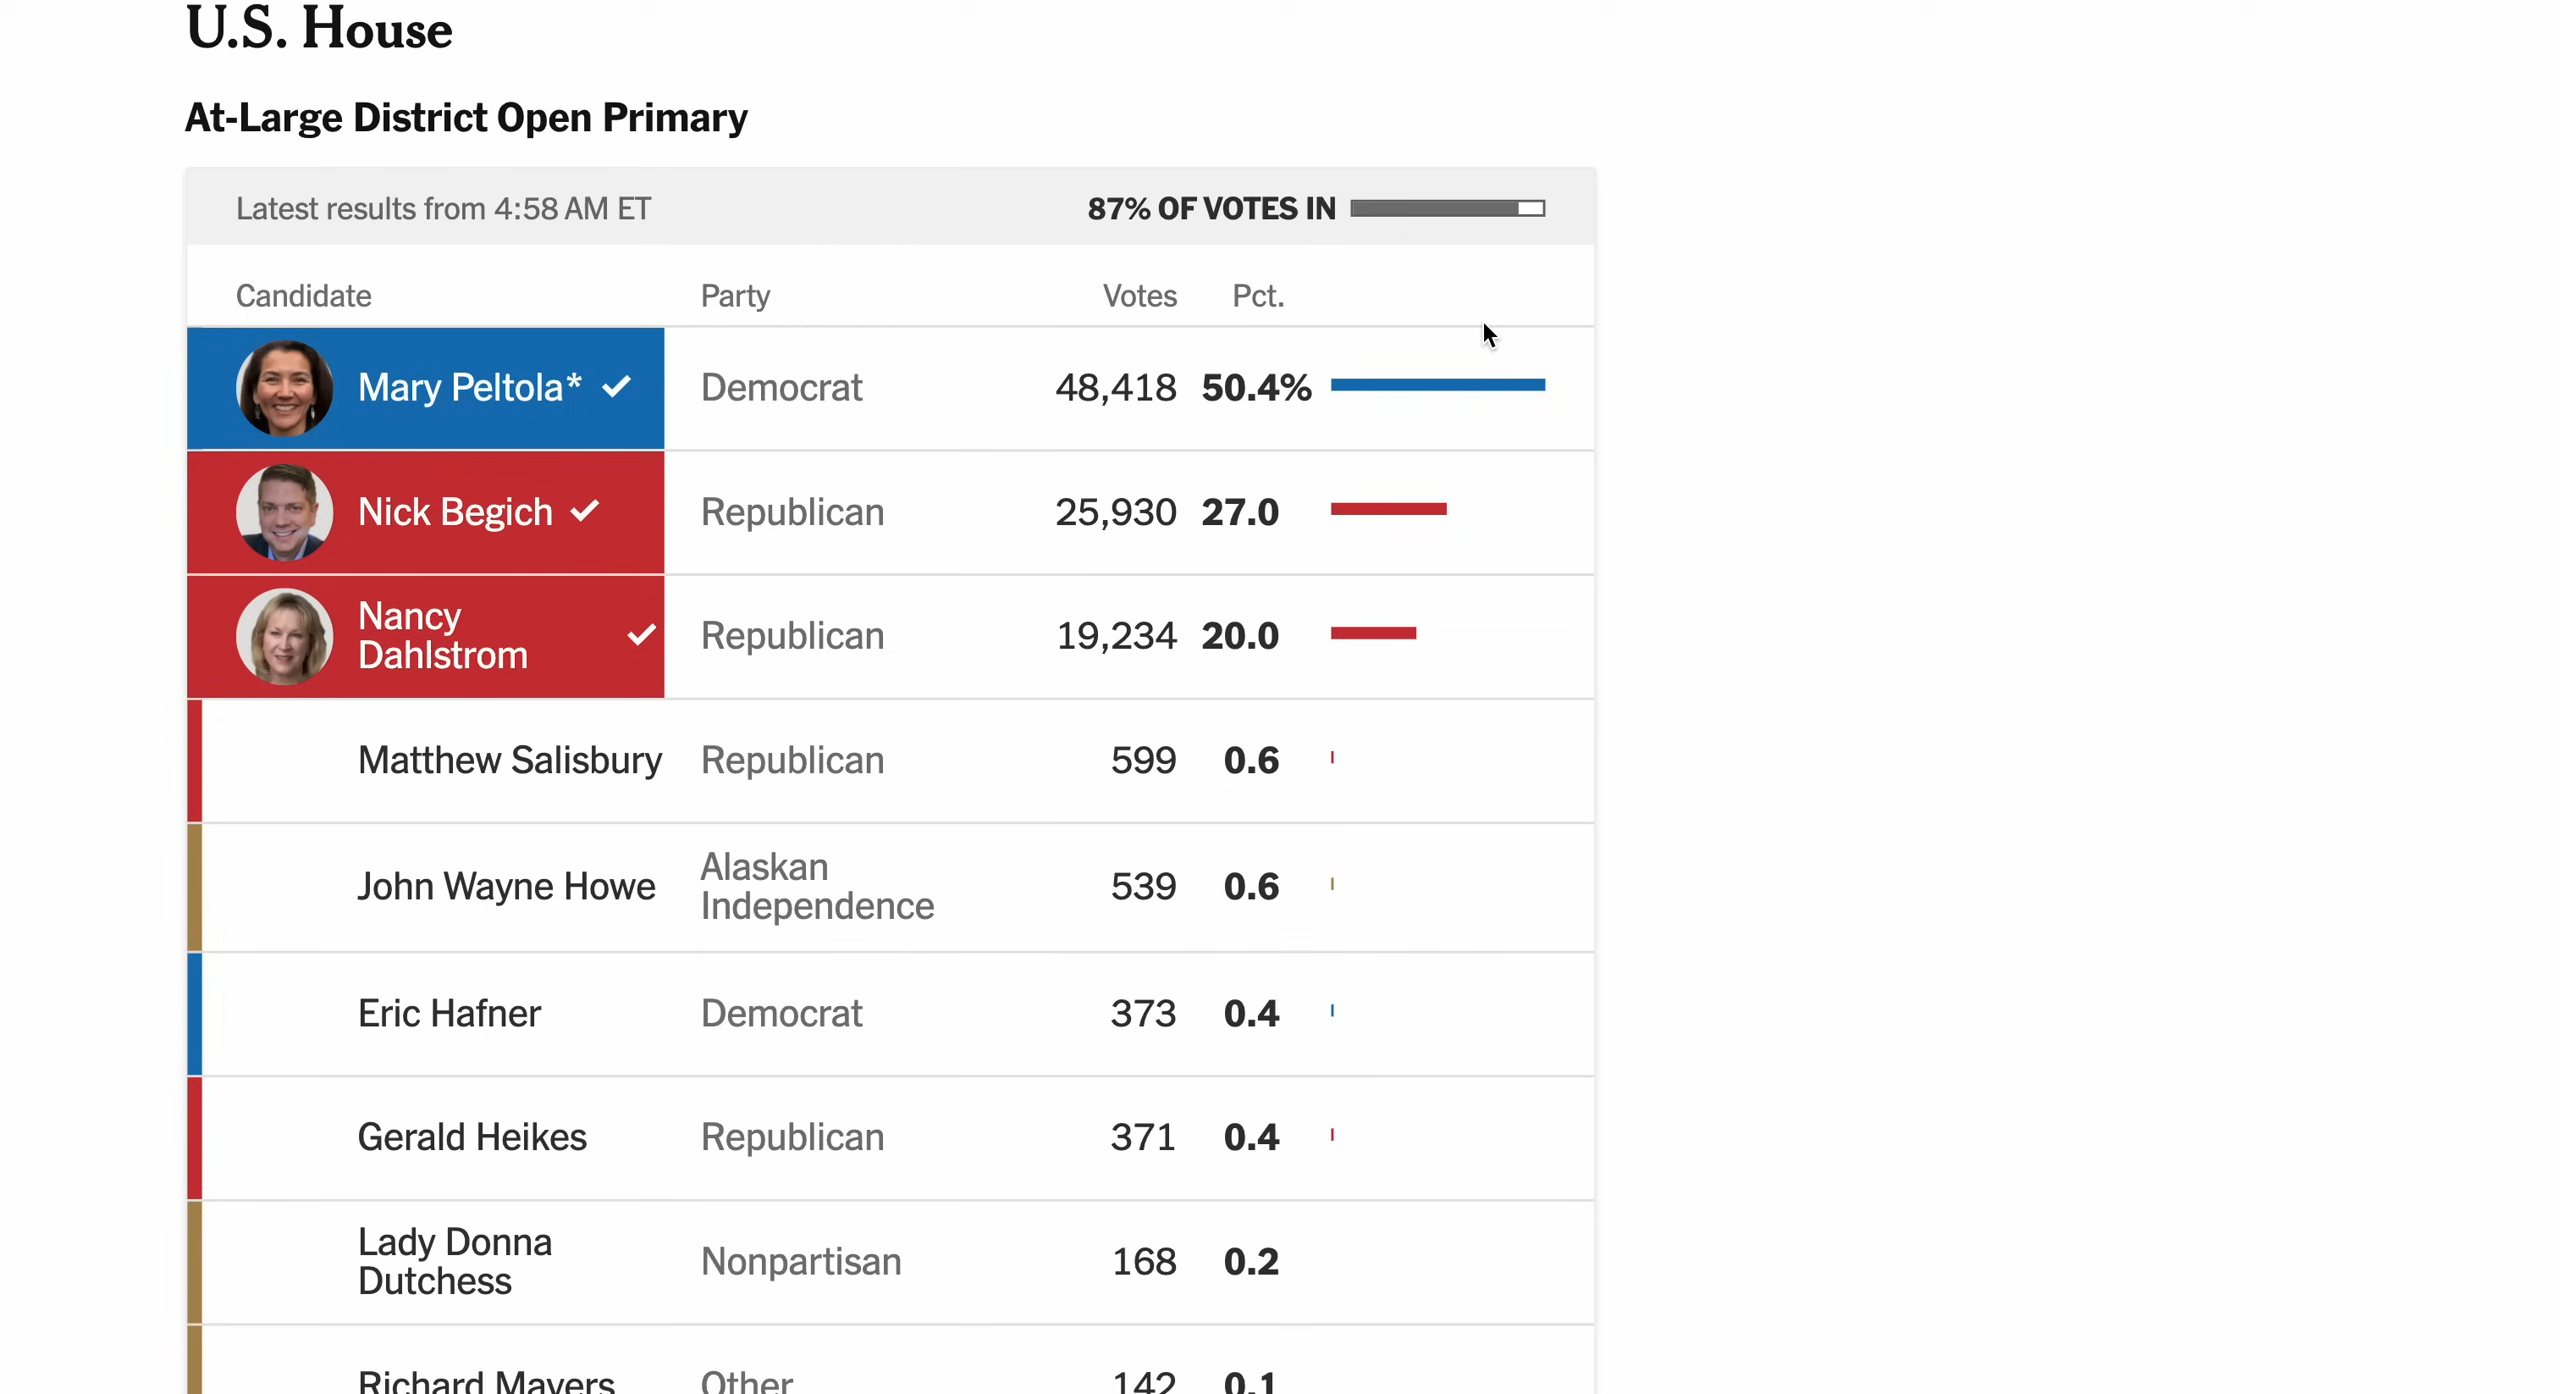 U.S. House
At-Large District Open Primary
Latest results from 4:58 AM ET 87% OF VOTES IN
Candidate Party Votes Pct.
Mary Peltola* ✓ Democrat 48,418 50.4%
Nick Begich ✓ Republican 25,930 27.0
Nancy
Dahlstrom ✓ Republican 19,234 20.0
Matthew Salisbury Republican 599 0.6
John Wayne Howe Alaskan
Independence 539 0.6
Eric Hafner Democrat 373 0.4
Gerald Heikes Republican 371 0.4
Lady Donna
Dutchess Nonpartisan 168 0.2
Richard Mayers Other 142 0.1